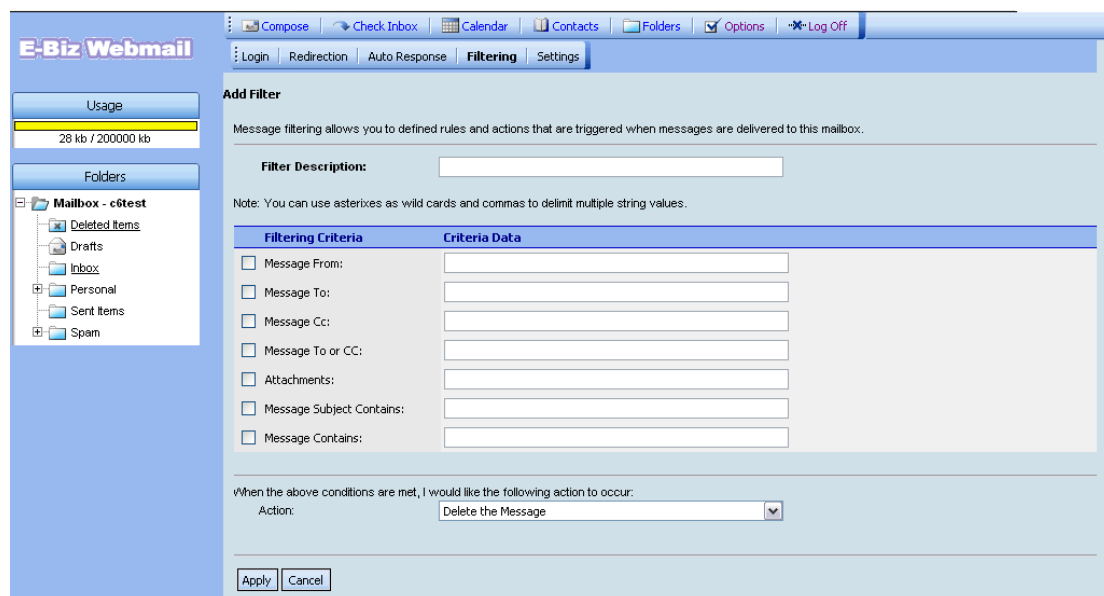 E-Biz Webmail
Compose Check Inbox Calendar Contacts Folders Options Log Off
Login Redirection Auto Response Filtering Settings
Usage
28 kb / 200000 kb
Folders
Mailbox - c6test
Deleted Items
Drafts
Inbox
Personal
Sent Items
Spam
Add Filter
Message filtering allows you to defined rules and actions that are triggered when messages are delivered to this mailbox.
Filter Description:
Note: You can use asterixes as wild cards and commas to delimit multiple string values.
Filtering Criteria Criteria Data
Message From:
Message To:
Message Cc:
Message To or CC:
Attachments:
Message Subject Contains:
Message Contains:
When the above conditions are met, I would like the following action to occur:
Action: Delete the Message
Apply Cancel